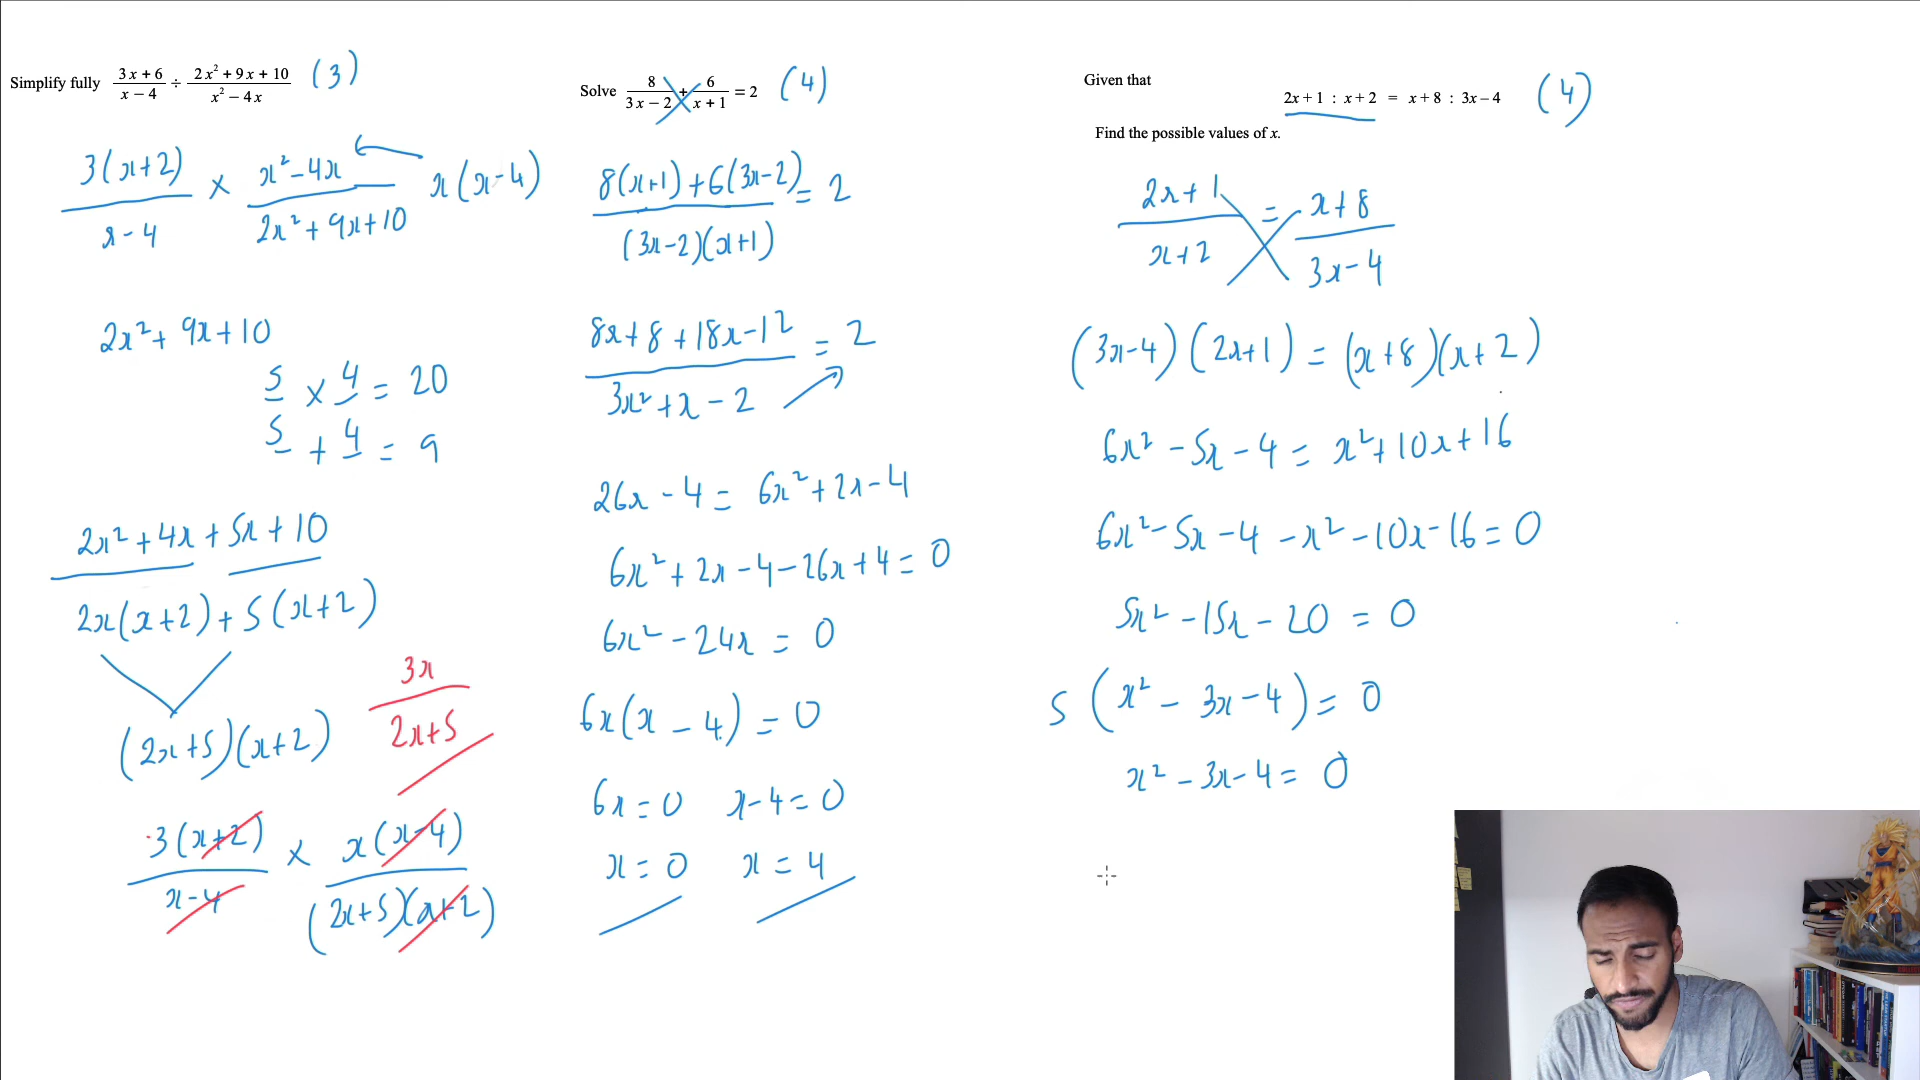 Simplify fully (3x + 6)/(x − 4) ÷ (2x² + 9x + 10)/(x² − 4x) (3)
3(x+2)/(x-4) × (x²-4x)/(2x²+9x+10) x(x-4)
2x²+9x+10
5 × 4 = 20
5 + 4 = 9
2x²+4x+5x+10
2x(x+2)+5(x+2)
(2x+5)(x+2)
3x/(2x+5)
3(x+2)/(x-4) × x(x-4)/((2x+5)(x+2))
Solve 8/(3x − 2) + 6/(x + 1) = 2 (4)
(8(x+1)+6(3x-2))/((3x-2)(x+1)) = 2
(8x+8+18x-12)/(3x²+x-2) = 2
26x-4 = 6x²+2x-4
6x²+2x-4-26x+4=0
6x²-24x=0
6x(x-4)=0
6x=0 x-4=0
x=0 x=4
Given that
2x + 1 : x + 2 = x + 8 : 3x − 4 (4)
Find the possible values of x.
(2x+1)/(x+2) = (x+8)/(3x-4)
(3x-4)(2x+1)=(x+8)(x+2)
6x²-5x-4=x²+10x+16
6x²-5x-4-x²-10x-16=0
5x²-15x-20=0
5(x²-3x-4)=0
x²-3x-4=0